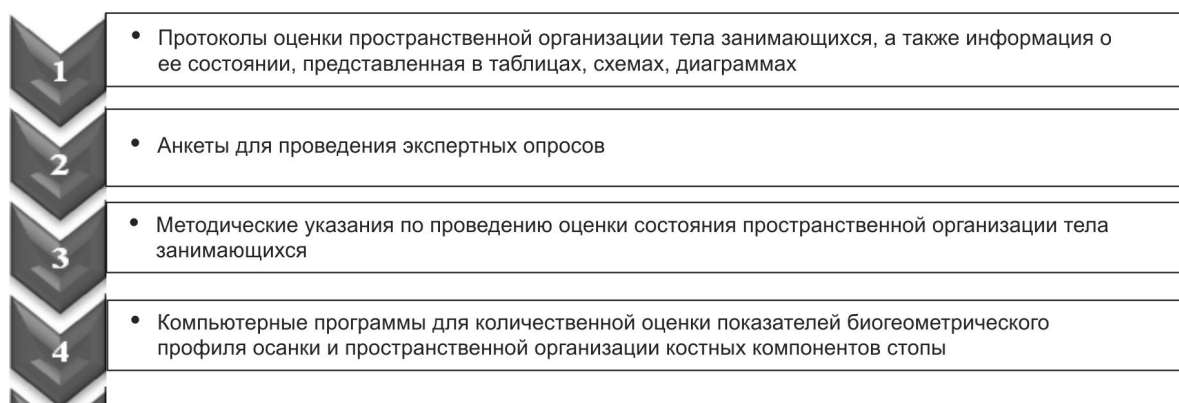 1
• Протоколы оценки пространственной организации тела занимающихся, а также информация о
ее состоянии, представленная в таблицах, схемах, диаграммах
2
• Анкеты для проведения экспертных опросов
3
• Методические указания по проведению оценки состояния пространственной организации тела
занимающихся
4
• Компьютерные программы для количественной оценки показателей биогеометрического
профиля осанки и пространственной организации костных компонентов стопы